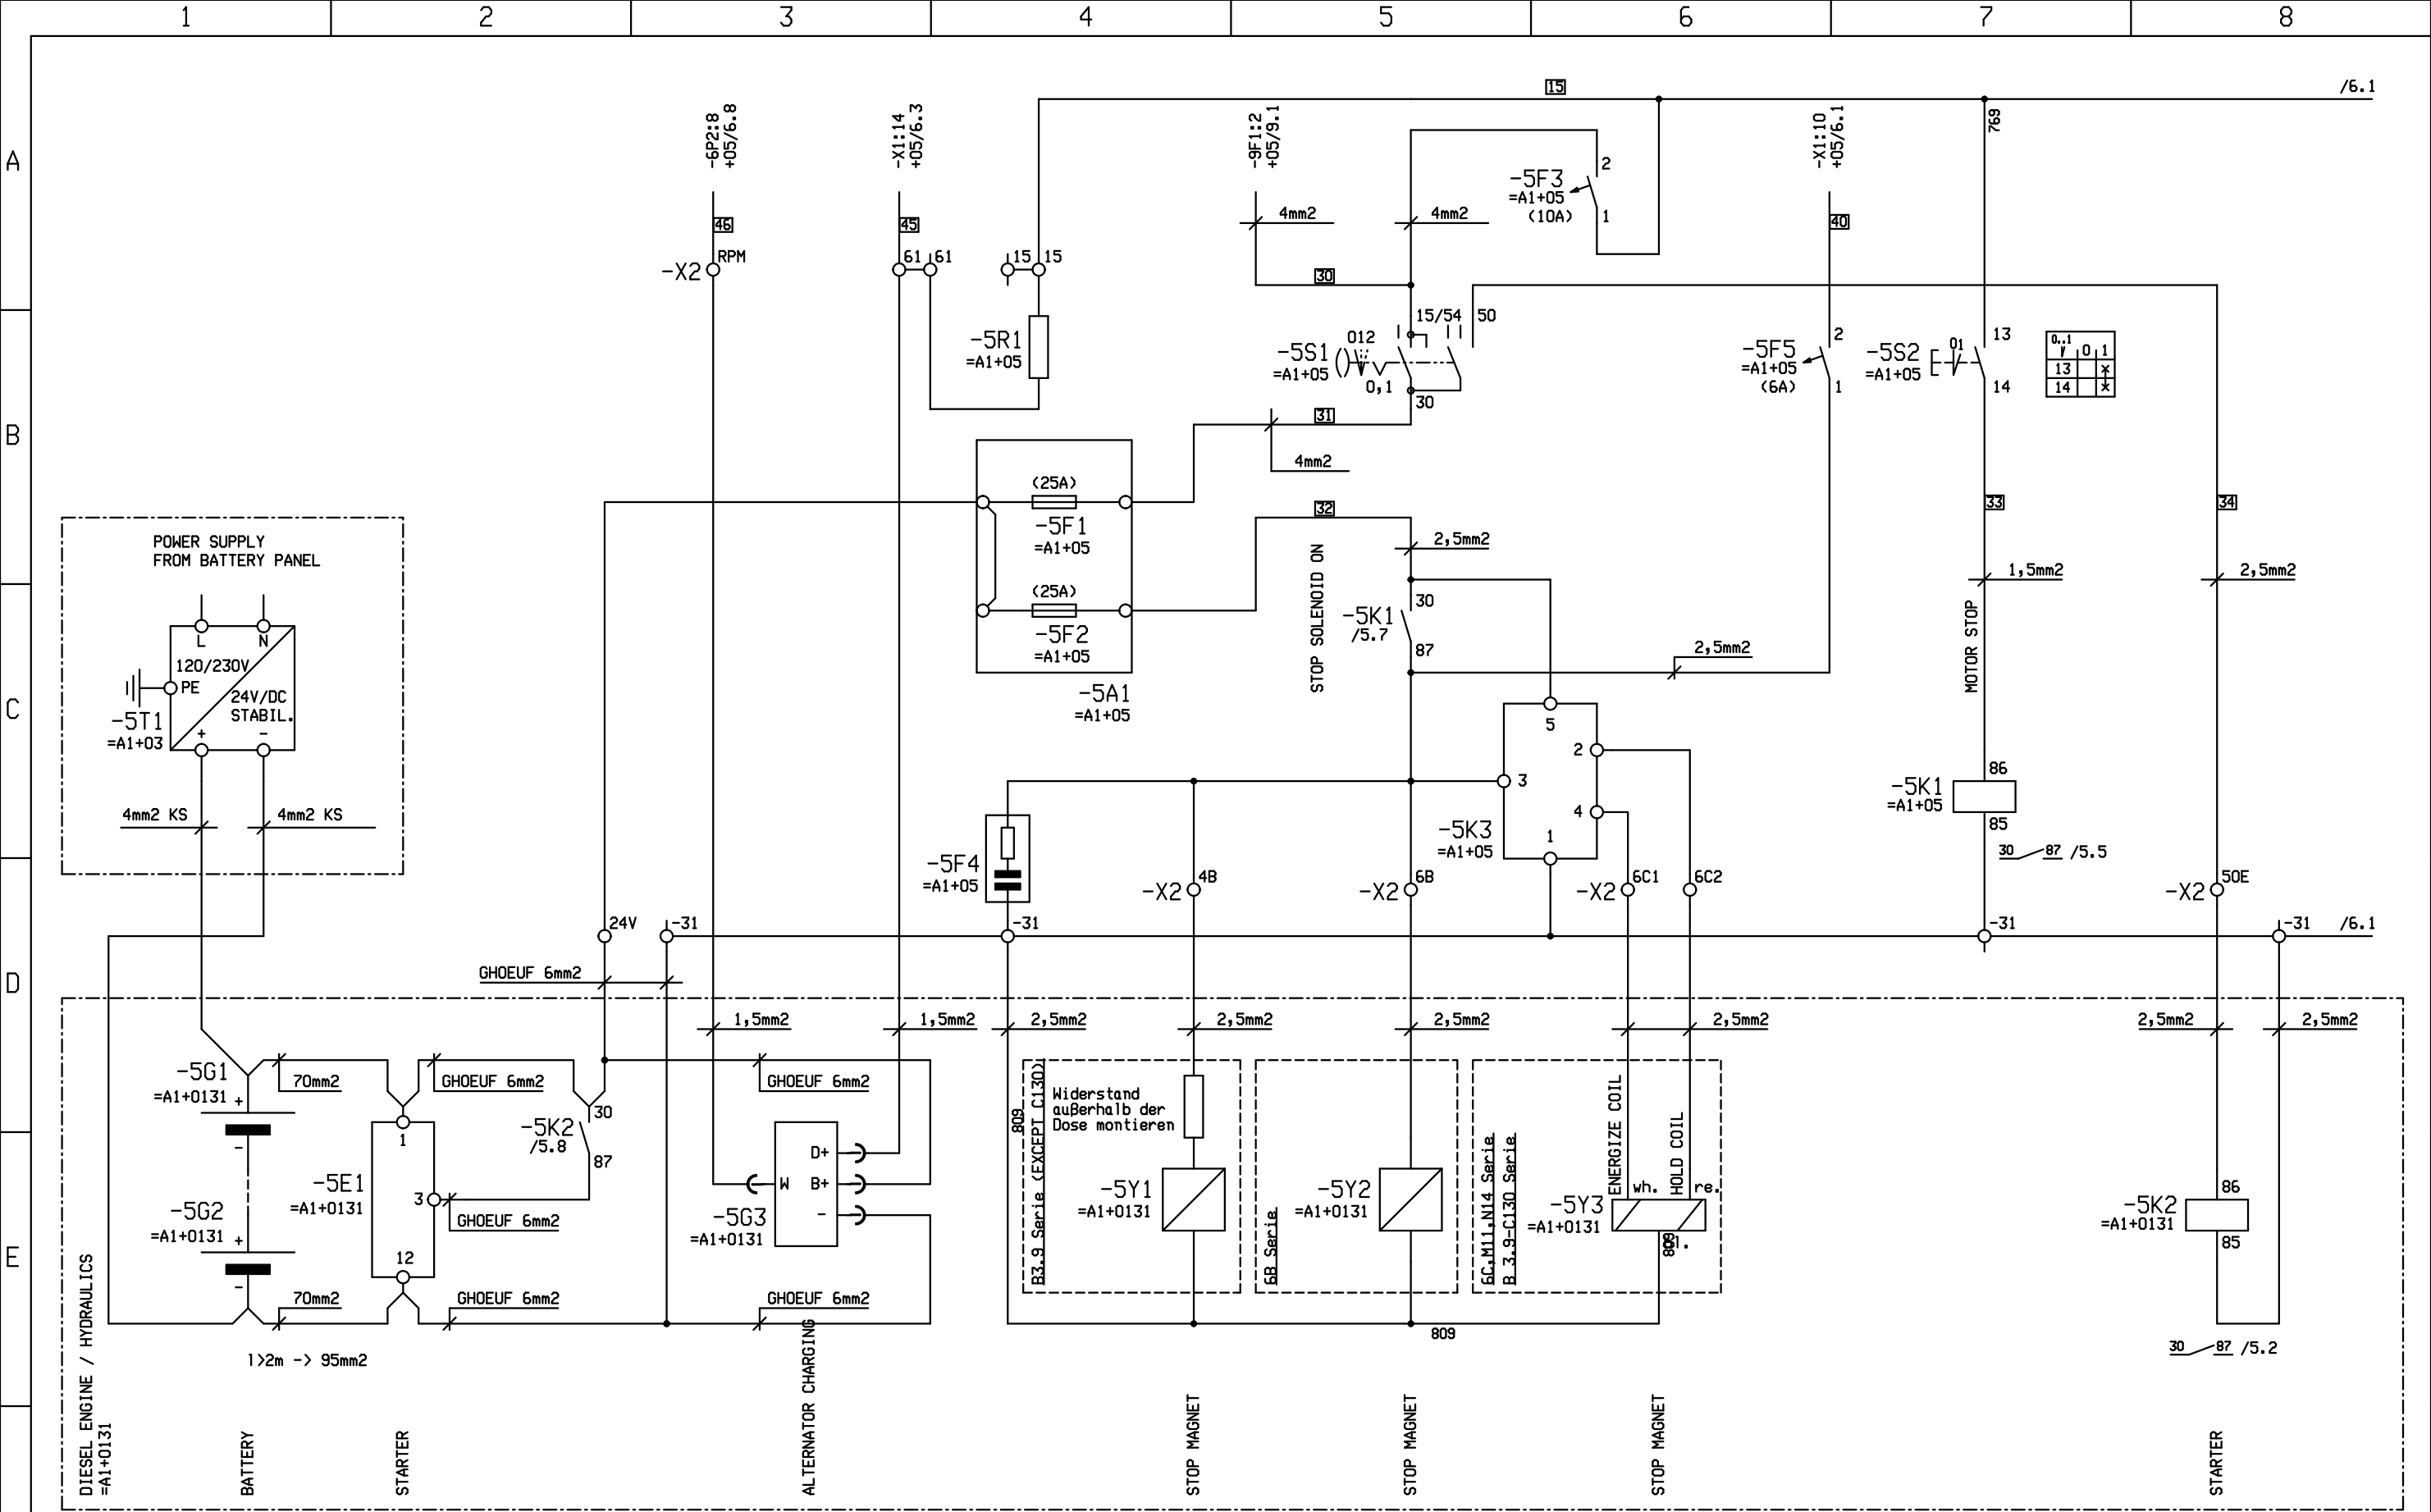 1 2 3 4 5 6 7 8
A
B
C
D
E
15
/6.1
-6P2:8
+05/6.8
-X1:14
+05/6.3
-9F1:2
+05/9.1
-X1:10
+05/6.1
769
-5F3
=A1+05
(10A)
2
1
46
45
4mm2
4mm2
40
-X2
RPM
61
61
15
15
30
-5R1
=A1+05
-5S1
=A1+05
012
0,1
15/54
50
30
-5F5
=A1+05
(6A)
2
1
-5S2
=A1+05
01
13
14
0..1
0 1
13 x
14 x
31
4mm2
(25A)
-5F1
=A1+05
(25A)
-5F2
=A1+05
-5A1
=A1+05
32
33
34
POWER SUPPLY
FROM BATTERY PANEL
L
N
120/230V
PE
24V/DC
STABIL.
-5T1
=A1+03
+
-
STOP SOLENOID ON
2,5mm2
30
-5K1
/5.7
87
2,5mm2
1,5mm2
MOTOR STOP
2,5mm2
5
2
3
4
1
-5K3
=A1+05
86
-5K1
=A1+05
85
30 87 /5.5
4mm2 KS
4mm2 KS
-5F4
=A1+05
-X2
4B
-X2
6B
-X2
6C1
6C2
-X2
50E
24V
-31
-31
-31
-31
/6.1
GHOEUF 6mm2
1,5mm2
1,5mm2
2,5mm2
2,5mm2
2,5mm2
2,5mm2
2,5mm2
2,5mm2
-5G1
=A1+0131
+
-
70mm2
GHOEUF 6mm2
GHOEUF 6mm2
30
-5K2
/5.8
87
1
-5E1
=A1+0131
3
12
GHOEUF 6mm2
-5G2
=A1+0131
+
-
70mm2
GHOEUF 6mm2
GHOEUF 6mm2
1>2m -> 95mm2
D+
W
B+
-
-5G3
=A1+0131
809
B3.9 Serie (EXCEPT C130)
Widerstand
außerhalb der
Dose montieren
-5Y1
=A1+0131
6B Serie
-5Y2
=A1+0131
6C,M11,N14 Serie
B 3.9-C130 Serie
ENERGIZE COIL
HOLD COIL
wh.
re.
-5Y3
=A1+0131
809
809
86
-5K2
=A1+0131
85
30 87 /5.2
DIESEL ENGINE / HYDRAULICS
=A1+0131
BATTERY
STARTER
ALTERNATOR CHARGING
STOP MAGNET
STOP MAGNET
STOP MAGNET
STARTER